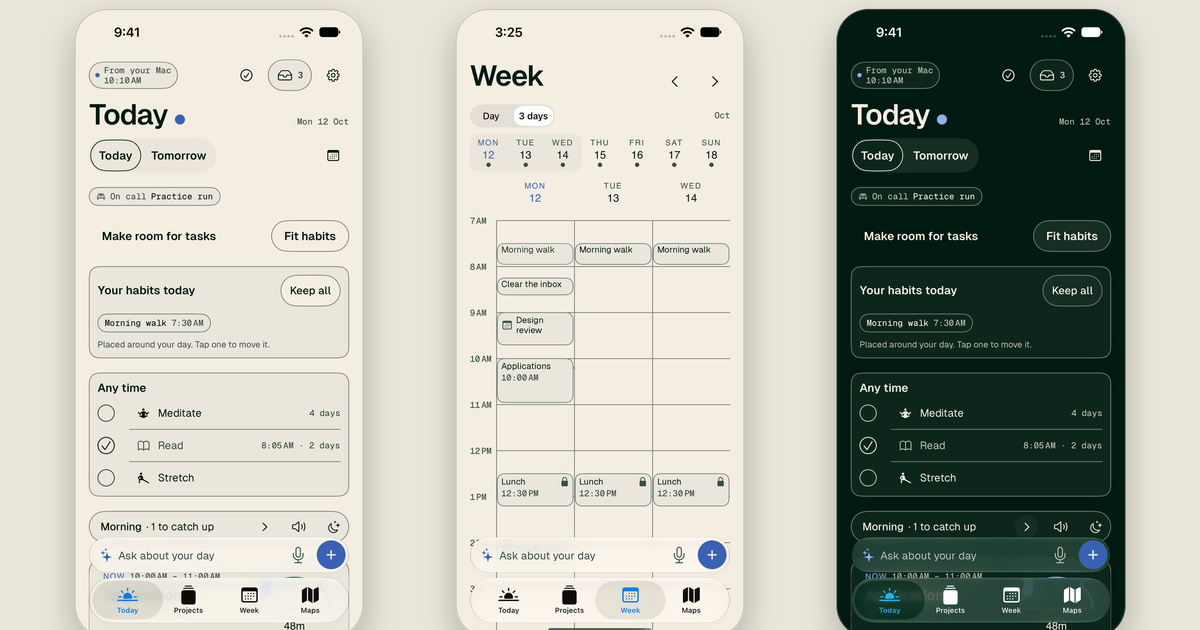 9:41
From your Mac
10:10 AM
3
Today
Mon 12 Oct
Today
Tomorrow
On call Practice run
Make room for tasks
Fit habits
Your habits today
Keep all
Morning walk 7:30 AM
Placed around your day. Tap one to move it.
Any time
Meditate
4 days
Read
8:05 AM · 2 days
Stretch
Morning · 1 to catch up
Ask about your day
NOW 10:00 AM – 11:00 AM
Today
Projects
Week
Maps
48m
3:25
Week
Day
3 days
Oct
MON TUE WED THU FRI SAT SUN
12 13 14 15 16 17 18
MON TUE WED
12 13 14
7 AM
Morning walk Morning walk Morning walk
8 AM
Clear the inbox
9 AM
Design
review
10 AM
Applications
10:00 AM
11 AM
12 PM
Lunch Lunch Lunch
12:30 PM 12:30 PM 12:30 PM
1 PM
Ask about your day
Today
Projects
Week
Maps
9:41
From your Mac
10:10 AM
3
Today
Mon 12 Oct
Today
Tomorrow
On call Practice run
Make room for tasks
Fit habits
Your habits today
Keep all
Morning walk 7:30 AM
Placed around your day. Tap one to move it.
Any time
Meditate
4 days
Read
8:05 AM · 2 days
Stretch
Morning · 1 to catch up
Ask about your day
NOW 10:00 AM – 11:00 AM
Today
Projects
Week
Maps
48m